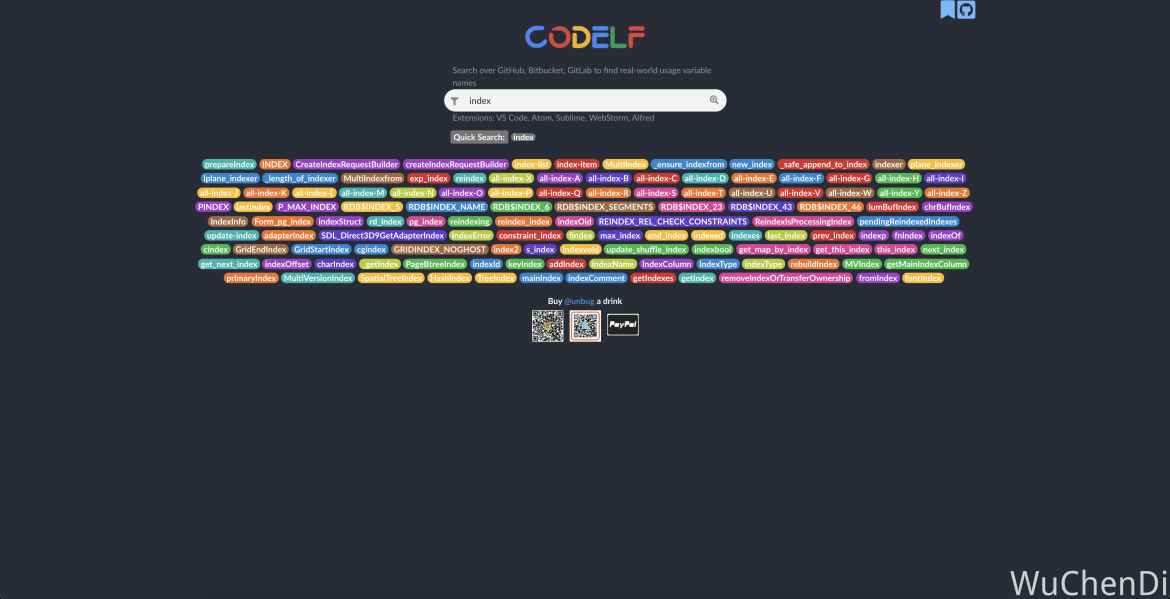 CODELF
Search over GitHub, Bitbucket, GitLab to find real-world usage variable
names
index
Extensions: VS Code, Atom, Sublime, WebStorm, Alfred
Quick Search: index
prepareIndex INDEX CreateIndexRequestBuilder createIndexRequestBuilder index-list index-item MultiIndex _ensure_indexfrom new_index _safe_append_to_index indexer plane_indexer
lplane_indexer _length_of_indexer MultiIndexfrom exp_index reindex all-index-X all-index-A all-index-B all-index-C all-index-D all-index-E all-index-F all-index-G all-index-H all-index-I
all-index-J all-index-K all-index-L all-index-M all-index-N all-index-O all-index-P all-index-Q all-index-R all-index-S all-index-T all-index-U all-index-V all-index-W all-index-Y all-index-Z
PINDEX lastIndex P_MAX_INDEX RDB$INDEX_5 RDB$INDEX_NAME RDB$INDEX_6 RDB$INDEX_SEGMENTS RDB$INDEX_23 RDB$INDEX_43 RDB$INDEX_46 lumBufIndex chrBufIndex
IndexInfo Form_pg_index indexStruct rd_index pg_index reindexing reindex_index indexOid REINDEX_REL_CHECK_CONSTRAINTS ReindexIsProcessingIndex pendingReindexedIndexes
update-index adapterIndex SDL_Direct3D9GetAdapterIndex IndexError constraint_index findex max_index end_index indexed indexes last_index prev_index indexp fnIndex indexOf
cindex GridEndIndex GridStartIndex cgindex GRIDINDEX_NOGHOST index2 s_index indexvoid update_shuffle_index indexbool get_map_by_index get_this_index this_index next_index
get_next_index indexOffset charIndex _getIndex PageBtreeIndex indexId keyIndex addIndex indexName IndexColumn IndexType indexType rebuildIndex MVIndex getMainIndexColumn
primaryIndex MultiVersionIndex SpatialTreeIndex HashIndex TreeIndex mainIndex indexComment getIndexes getIndex removeIndexOrTransferOwnership fromIndex fontIndex
Buy @unbug a drink
PayPal
WuChenDi